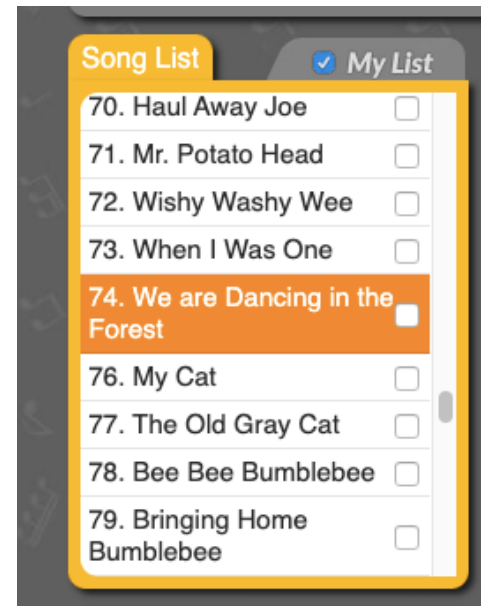 Song List
My List
70. Haul Away Joe
71. Mr. Potato Head
72. Wishy Washy Wee
73. When I Was One
74. We are Dancing in the
Forest
76. My Cat
77. The Old Gray Cat
78. Bee Bee Bumblebee
79. Bringing Home
Bumblebee